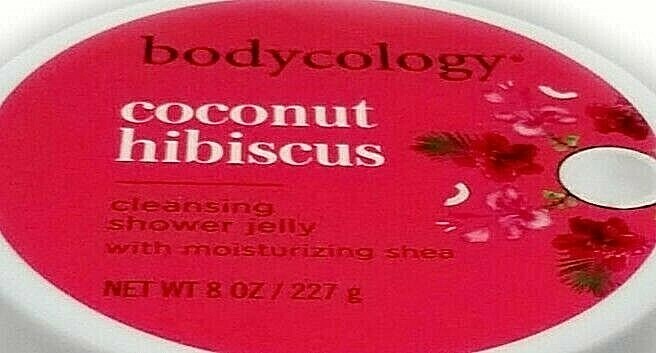 bodycology®
coconut
hibiscus
cleansing
shower jelly
with moisturizing shea
NET WT 8 OZ / 227 g